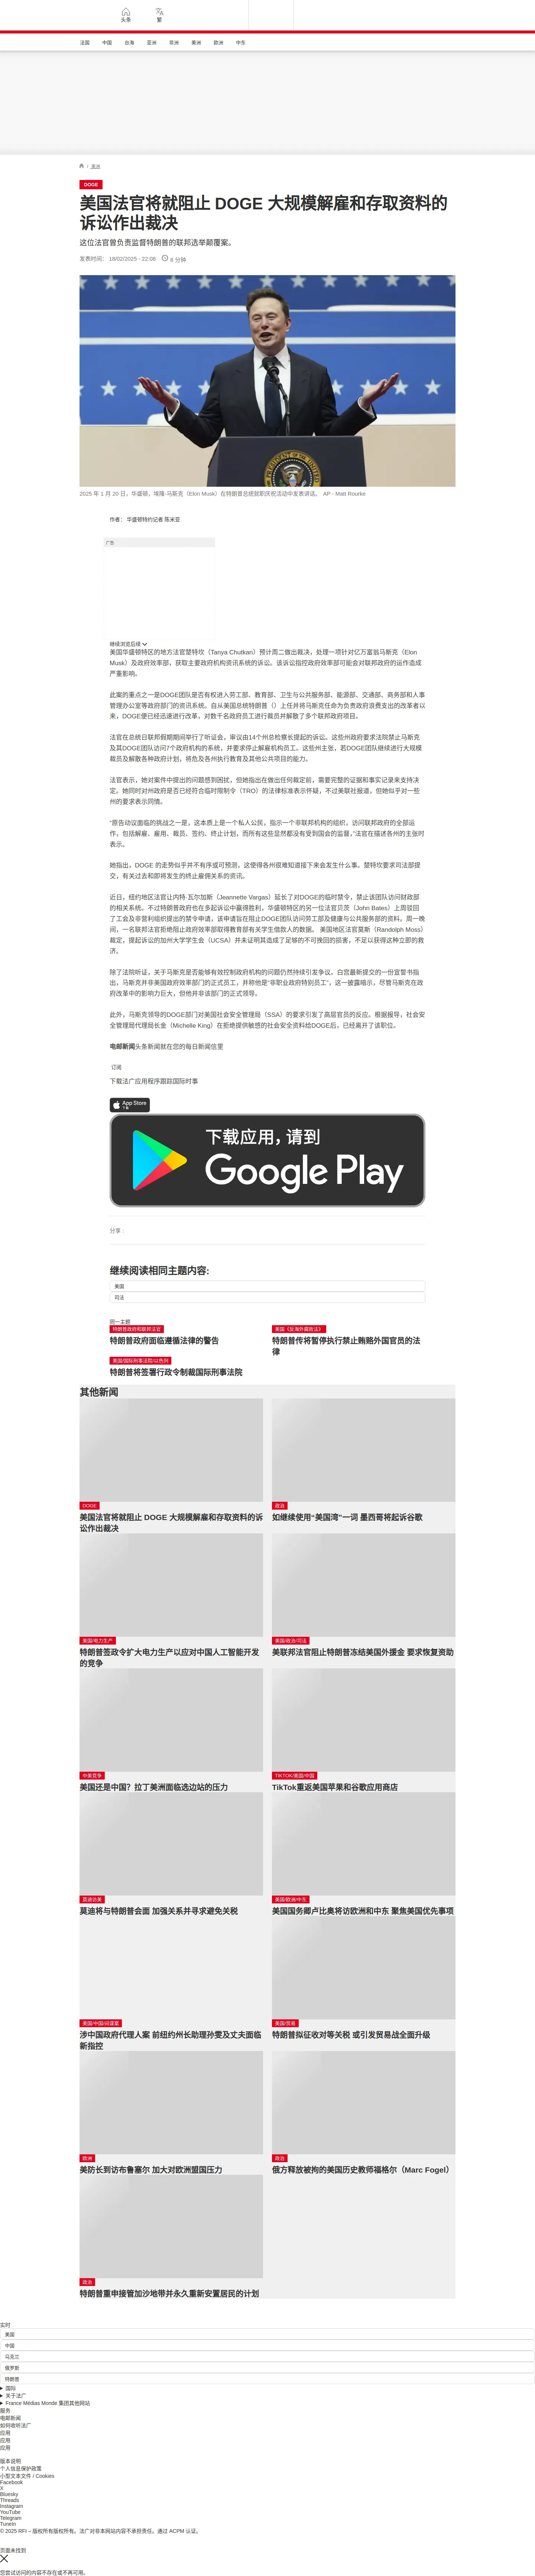 头条
繁
法国
中国
台海
亚洲
非洲
美洲
欧洲
中东
/ 美洲
DOGE
美国法官将就阻止 DOGE 大规模解雇和存取资料的
诉讼作出裁决
这位法官曾负责监督特朗普的联邦选举颠覆案。
发表时间： 18/02/2025 - 22:08
8 分钟
2025 年 1 月 20 日，华盛顿，埃隆·马斯克（Elon Musk）在特朗普总统就职庆祝活动中发表讲话。 AP - Matt Rourke
作者： 华盛顿特约记者 陈米亚
广告
继续浏览后续
美国华盛顿特区的地方法官楚特坎（Tanya Chutkan）预计周二做出裁决，处理一项针对亿万富翁马斯克（Elon
Musk）及政府效率部，获取主要政府机构资讯系统的诉讼。该诉讼指控政府效率部可能会对联邦政府的运作造成
严重影响。
此案的重点之一是DOGE团队是否有权进入劳工部、教育部、卫生与公共服务部、能源部、交通部、商务部和人事
管理办公室等政府部门的资讯系统。自从美国总统特朗普（）上任并将马斯克任命为负责政府浪费支出的改革者以
来，DOGE便已经迅速进行改革，对数千名政府员工进行裁员并解散了多个联邦政府项目。
法官在总统日联邦假期期间举行了听证会，审议由14个州总检察长提起的诉讼。这些州政府要求法院禁止马斯克
及其DOGE团队访问7个政府机构的系统，并要求停止解雇机构员工。这些州主张，若DOGE团队继续进行大规模
裁员及解散各种政府计划，将危及各州执行教育及其他公共项目的能力。
法官表示，她对案件中提出的问题感到困扰，但她指出在做出任何裁定前，需要完整的证据和事实记录来支持决
定。她同时对州政府是否已经符合临时限制令（TRO）的法律标准表示怀疑，不过美联社报道，但她似乎对一些
州的要求表示同情。
“原告动议面临的挑战之一是，这本质上是一个私人公民，指示一个非联邦机构的组织，访问联邦政府的全部运
作，包括解雇、雇用、裁员、签约、终止计划，而所有这些显然都没有受到国会的监督，”法官在描述各州的主张时
表示。
她指出，DOGE 的走势似乎并不有序或可预测，这使得各州很难知道接下来会发生什么事。楚特坎要求司法部提
交，有关过去和即将发生的终止雇佣关系的资讯。
近日，纽约地区法官让内特·瓦尔加斯（Jeannette Vargas）延长了对DOGE的临时禁令，禁止该团队访问财政部
的相关系统。不过特朗普政府也在多起诉讼中赢得胜利，华盛顿特区的另一位法官贝茨（John Bates）上周驳回
了工会及非营利组织提出的禁令申请，该申请旨在阻止DOGE团队访问劳工部及健康与公共服务部的资料。周一晚
间，一名联邦法官拒绝阻止政府效率部取得教育部有关学生借款人的数据。 美国地区法官莫斯（Randolph Moss）
裁定，提起诉讼的加州大学学生会（UCSA）并未证明其造成了足够的不可挽回的损害，不足以获得这种立即的救
济。
除了法院听证，关于马斯克是否能够有效控制政府机构的问题仍然持续引发争议。白宫最新提交的一份宣誓书指
出，马斯克并非美国政府效率部门的正式员工，并称他是“非职业政府特别员工”。这一披露暗示，尽管马斯克在政
府改革中的影响力巨大，但他并非该部门的正式领导。
此外，马斯克领导的DOGE部门对美国社会安全管理局（SSA）的要求引发了高层官员的反应。根据报导，社会安
全管理局代理局长金（Michelle King）在拒绝提供敏感的社会安全资料给DOGE后，已经离开了该职位。
电邮新闻头条新闻就在您的每日新闻信里
订阅
下载法广应用程序跟踪国际时事
App Store
下载应用，请到
Google Play
分享 :
继续阅读相同主题内容:
美国
司法
同一主题
特朗普政府和联邦法官
特朗普政府面临遵循法律的警告
美国《反海外腐败法》
特朗普传将暂停执行禁止贿赂外国官员的法
律
美国/国际刑事法院/以色列
特朗普将签署行政令制裁国际刑事法院
其他新闻
DOGE
美国法官将就阻止 DOGE 大规模解雇和存取资料的诉
讼作出裁决
政治
如继续使用“美国湾”一词 墨西哥将起诉谷歌
美国/电力生产
特朗普签政令扩大电力生产以应对中国人工智能开发
的竞争
美国/政治/司法
美联邦法官阻止特朗普冻结美国外援金 要求恢复资助
中美竞争
美国还是中国？拉丁美洲面临选边站的压力
TIKTOK/美国/中国
TikTok重返美国苹果和谷歌应用商店
莫迪访美
莫迪将与特朗普会面 加强关系并寻求避免关税
美国/欧洲/中东
美国国务卿卢比奥将访欧洲和中东 聚焦美国优先事项
美国/中国/间谍案
涉中国政府代理人案 前纽约州长助理孙雯及丈夫面临
新指控
美国/贸易
特朗普拟征收对等关税 或引发贸易战全面升级
欧洲
美防长到访布鲁塞尔 加大对欧洲盟国压力
政治
俄方释放被拘的美国历史教师福格尔（Marc Fogel）
政治
特朗普重申接管加沙地带并永久重新安置居民的计划
实时
美国
中国
乌克兰
俄罗斯
特朗普
国际
关于法广
France Médias Monde 集团其他网站
服务
电邮新闻
如何收听法广
应用
应用
应用
版本说明
个人信息保护政策
小型文本文件 / Cookies
Facebook
X
Bluesky
Threads
Instagram
YouTube
Telegram
TuneIn
© 2025 RFI – 版权所有版权所有。法广对非本网站内容不承担责任。通过 ACPM 认证。
页面未找到
您尝试访问的内容不存在或不再可用。